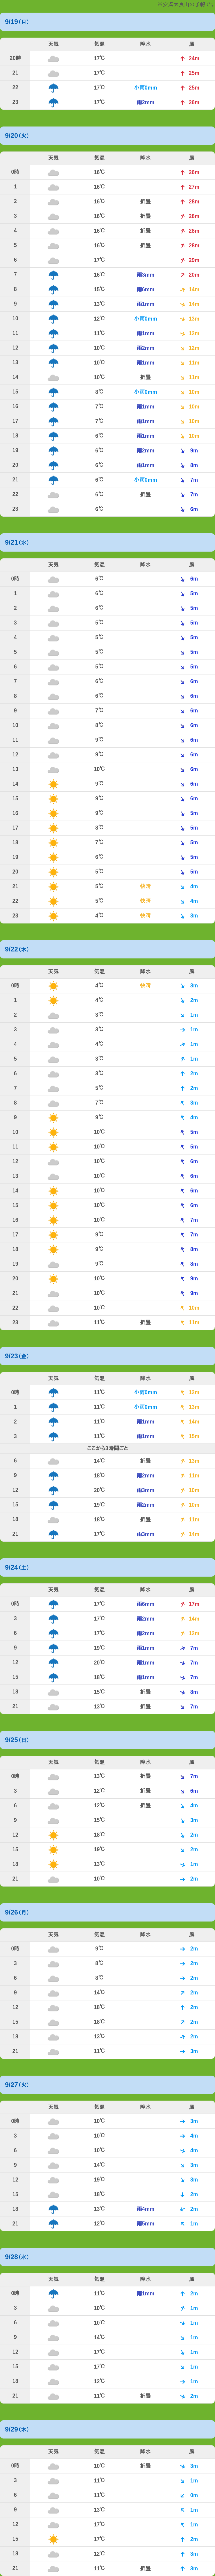 の予報です
9/19（月）
天気 気温 降水 風
20時 17℃ 24m
21 17℃ 25m
22 17℃ 小雨0mm 25m
23 17℃ 雨2mm 26m
9/20（火）
天気 気温 降水 風
0時 16℃ 26m
1 16℃ 27m
2 16℃ 折畳 28m
3 16℃ 折畳 28m
4 16℃ 折畳 28m
5 16℃ 折畳 28m
6 17℃ 29m
7 16℃ 雨3mm 20m
8 15℃ 雨6mm 14m
9 13℃ 雨1mm 14m
10 12℃ 小雨0mm 13m
11 11℃ 雨1mm 12m
12 10℃ 雨2mm 12m
13 10℃ 雨1mm 11m
14 10℃ 折畳 11m
15 8℃ 小雨0mm 10m
16 7℃ 雨1mm 10m
17 7℃ 雨1mm 10m
18 6℃ 雨1mm 10m
19 6℃ 雨2mm 9m
20 6℃ 雨1mm 8m
21 6℃ 小雨0mm 7m
22 6℃ 折畳 7m
23 6℃ 6m
9/21（水）
天気 気温 降水 風
0時 6℃ 6m
1 6℃ 5m
2 6℃ 5m
3 5℃ 5m
4 5℃ 5m
5 5℃ 5m
6 5℃ 5m
7 6℃ 6m
8 6℃ 6m
9 7℃ 6m
10 8℃ 6m
11 9℃ 6m
12 9℃ 6m
13 10℃ 6m
14 9℃ 6m
15 9℃ 6m
16 9℃ 5m
17 8℃ 5m
18 7℃ 5m
19 6℃ 5m
20 5℃ 5m
21 5℃ 快晴 4m
22 5℃ 快晴 4m
23 4℃ 快晴 3m
9/22（木）
天気 気温 降水 風
0時 4℃ 快晴 3m
1 4℃ 2m
2 3℃ 1m
3 3℃ 1m
4 4℃ 1m
5 3℃ 1m
6 3℃ 2m
7 5℃ 2m
8 7℃ 3m
9 9℃ 4m
10 10℃ 5m
11 10℃ 5m
12 10℃ 6m
13 10℃ 6m
14 10℃ 6m
15 10℃ 6m
16 10℃ 7m
17 9℃ 7m
18 9℃ 8m
19 9℃ 8m
20 10℃ 9m
21 10℃ 9m
22 10℃ 10m
23 11℃ 折畳 11m
9/23（金）
天気 気温 降水 風
0時 11℃ 小雨0mm 12m
1 11℃ 小雨0mm 13m
2 11℃ 雨1mm 14m
3 11℃ 雨1mm 15m
ここから3時間ごと
6 14℃ 折畳 13m
9 18℃ 雨2mm 11m
12 20℃ 雨3mm 10m
15 19℃ 雨2mm 10m
18 18℃ 折畳 11m
21 17℃ 雨3mm 14m
9/24（土）
天気 気温 降水 風
0時 17℃ 雨6mm 17m
3 17℃ 雨2mm 14m
6 17℃ 雨2mm 12m
9 19℃ 雨1mm 7m
12 20℃ 雨1mm 7m
15 18℃ 雨1mm 7m
18 15℃ 折畳 8m
21 13℃ 折畳 7m
9/25（日）
天気 気温 降水 風
0時 13℃ 折畳 7m
3 12℃ 折畳 6m
6 12℃ 折畳 4m
9 15℃ 3m
12 18℃ 2m
15 19℃ 2m
18 13℃ 1m
21 10℃ 2m
9/26（月）
天気 気温 降水 風
0時 9℃ 2m
3 8℃ 2m
6 8℃ 2m
9 14℃ 2m
12 18℃ 2m
15 18℃ 2m
18 13℃ 2m
21 11℃ 3m
9/27（火）
天気 気温 降水 風
0時 10℃ 3m
3 10℃ 4m
6 10℃ 4m
9 14℃ 3m
12 19℃ 3m
15 18℃ 2m
18 13℃ 雨4mm 2m
21 12℃ 雨5mm 1m
9/28（水）
天気 気温 降水 風
0時 11℃ 雨1mm 2m
3 10℃ 1m
6 10℃ 1m
9 14℃ 1m
12 17℃ 1m
15 17℃ 1m
18 12℃ 1m
21 11℃ 折畳 2m
9/29（木）
天気 気温 降水 風
0時 10℃ 折畳 3m
3 11℃ 1m
6 11℃ 0m
9 13℃ 1m
12 17℃ 1m
15 17℃ 2m
18 12℃ 3m
21 11℃ 折畳 3m